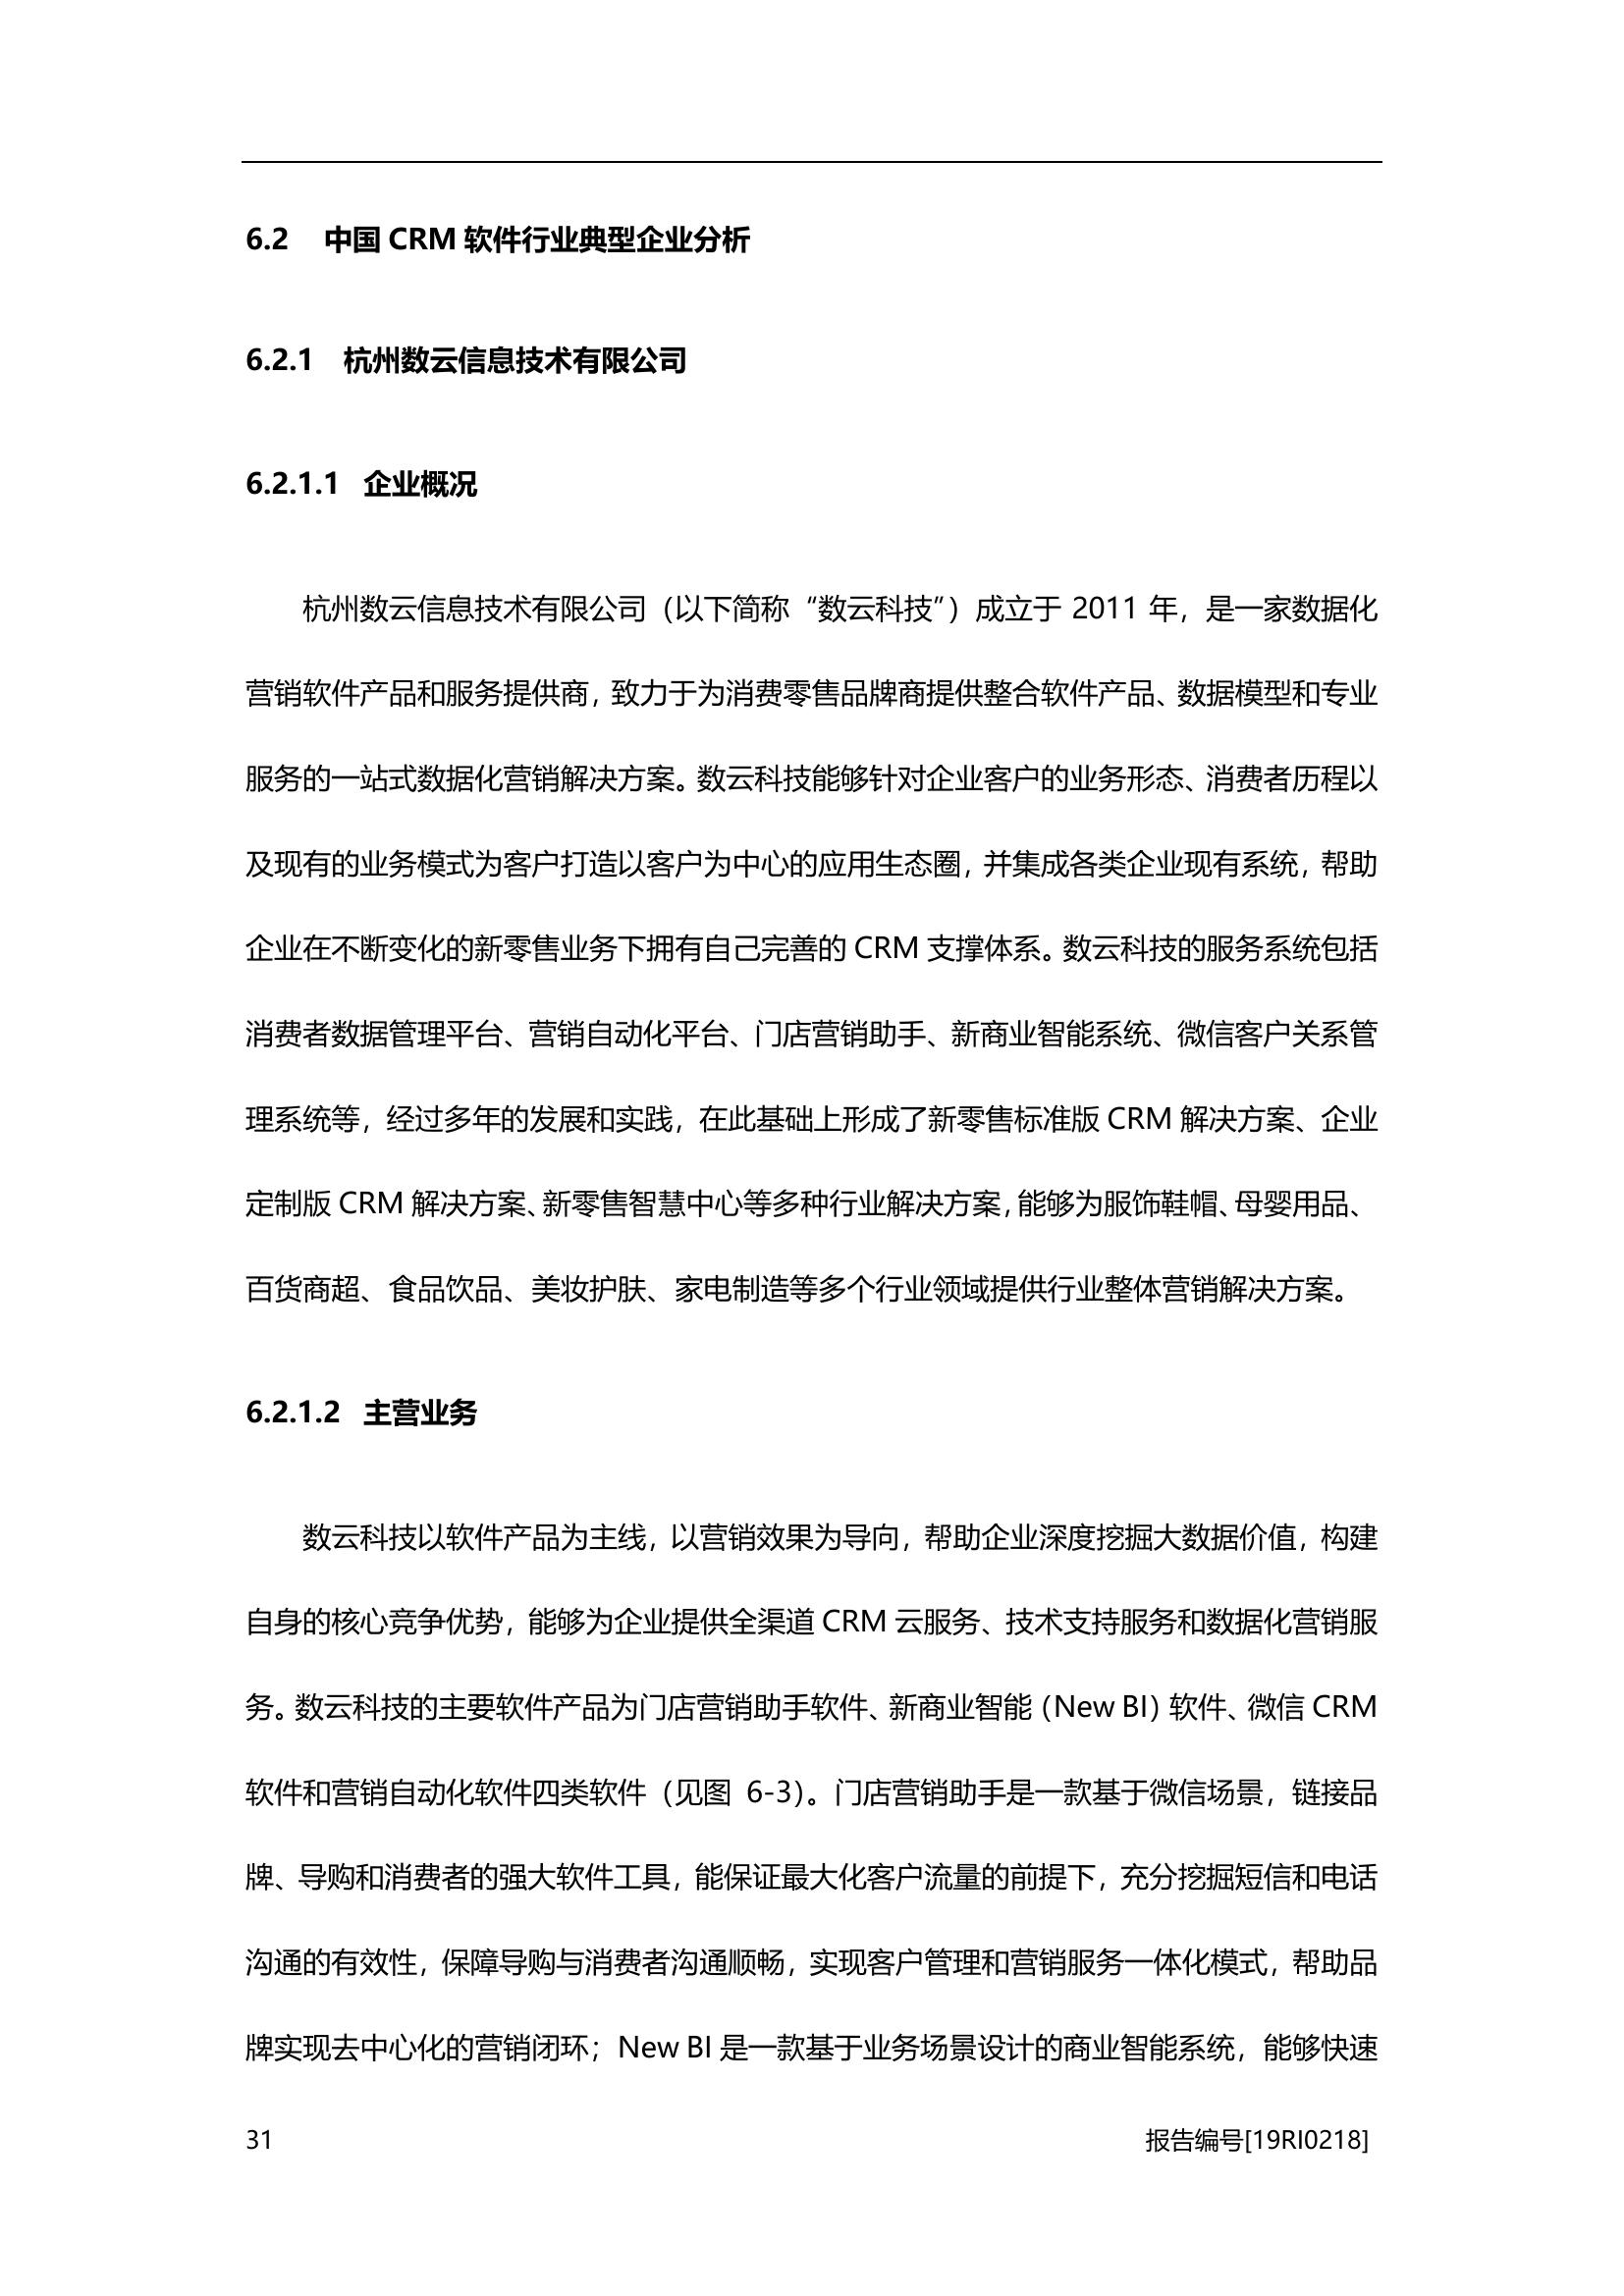 6.2 中国 CRM 软件行业典型企业分析
6.2.1 杭州数云信息技术有限公司
6.2.1.1 企业概况
杭州数云信息技术有限公司（以下简称“数云科技”）成立于 2011 年，是一家数据化
营销软件产品和服务提供商，致力于为消费零售品牌商提供整合软件产品、数据模型和专业
服务的一站式数据化营销解决方案。数云科技能够针对企业客户的业务形态、消费者历程以
及现有的业务模式为客户打造以客户为中心的应用生态圈，并集成各类企业现有系统，帮助
企业在不断变化的新零售业务下拥有自己完善的 CRM 支撑体系。数云科技的服务系统包括
消费者数据管理平台、营销自动化平台、门店营销助手、新商业智能系统、微信客户关系管
理系统等，经过多年的发展和实践，在此基础上形成了新零售标准版 CRM 解决方案、企业
定制版 CRM 解决方案、新零售智慧中心等多种行业解决方案，能够为服饰鞋帽、母婴用品、
百货商超、食品饮品、美妆护肤、家电制造等多个行业领域提供行业整体营销解决方案。
6.2.1.2 主营业务
数云科技以软件产品为主线，以营销效果为导向，帮助企业深度挖掘大数据价值，构建
自身的核心竞争优势，能够为企业提供全渠道 CRM 云服务、技术支持服务和数据化营销服
务。数云科技的主要软件产品为门店营销助手软件、新商业智能（New BI）软件、微信 CRM
软件和营销自动化软件四类软件（见图 6-3）。门店营销助手是一款基于微信场景，链接品
牌、导购和消费者的强大软件工具，能保证最大化客户流量的前提下，充分挖掘短信和电话
沟通的有效性，保障导购与消费者沟通顺畅，实现客户管理和营销服务一体化模式，帮助品
牌实现去中心化的营销闭环；New BI 是一款基于业务场景设计的商业智能系统，能够快速
31 报告编号[19RI0218]